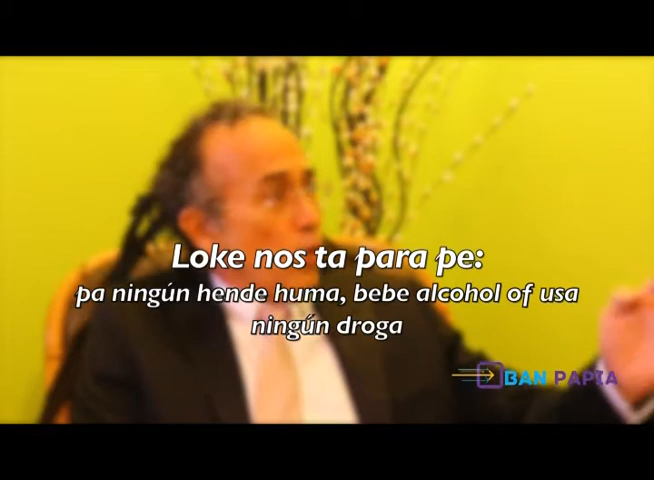 Loke nos ta para pe:
pa ningún hende huma, bebe alcohol of usa
ningún droga
BAN PAPIA